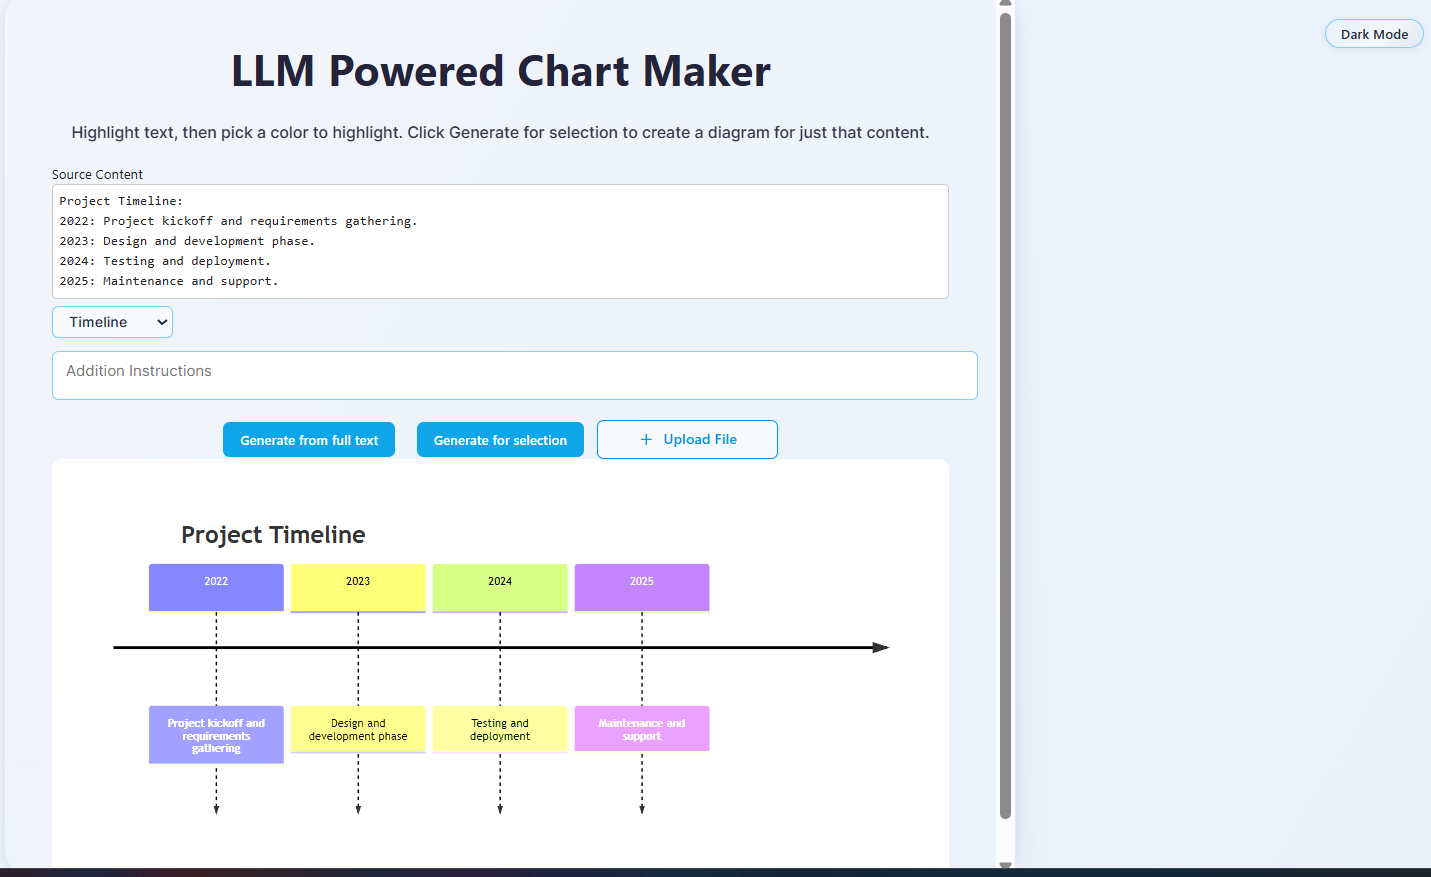 Dark Mode
LLM Powered Chart Maker
Highlight text, then pick a color to highlight. Click Generate for selection to create a diagram for just that content.
Source Content
Project Timeline:
2022: Project kickoff and requirements gathering.
2023: Design and development phase.
2024: Testing and deployment.
2025: Maintenance and support.
Timeline
Addition Instructions
Generate from full text
Generate for selection
+ Upload File
Project Timeline
2022
2023
2024
2025
Project kickoff and
requirements
gathering
Design and
development phase
Testing and
deployment
Maintenance and
support